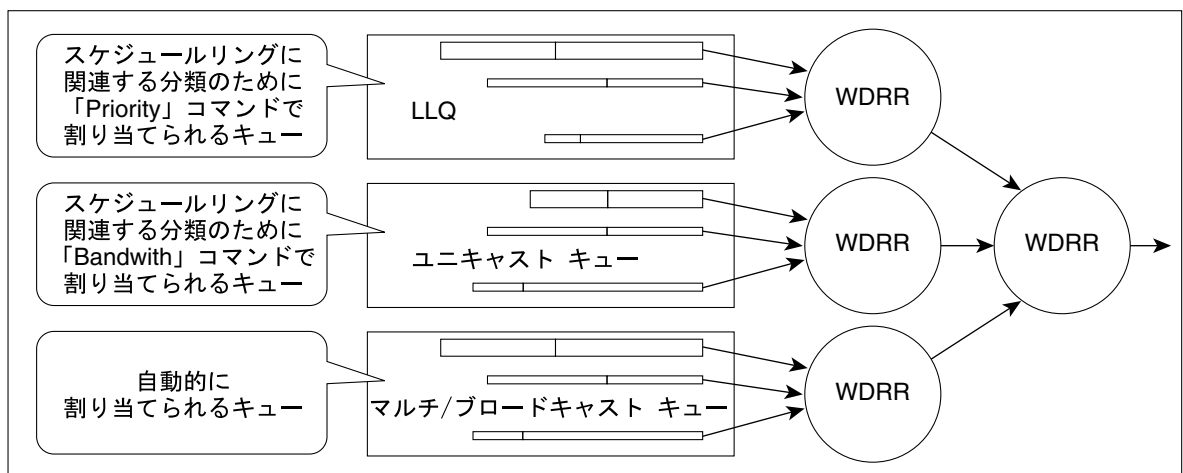 スケジュールリングに
関連する分類のために
「Priority」コマンドで
割り当てられるキュー
LLQ
WDRR
スケジュールリングに
関連する分類のために
「Bandwith」コマンドで
割り当てられるキュー
ユニキャスト キュー
WDRR
WDRR
自動的に
割り当てられるキュー
マルチ/ブロードキャスト キュー
WDRR